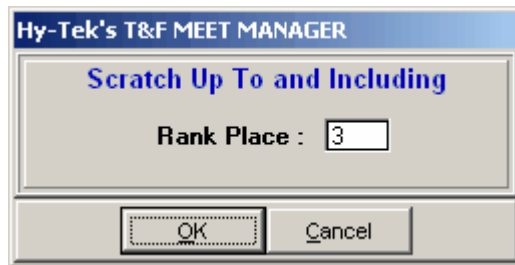 Hy-Tek's T&F MEET MANAGER
Scratch Up To and Including
Rank Place : 3
OK Cancel